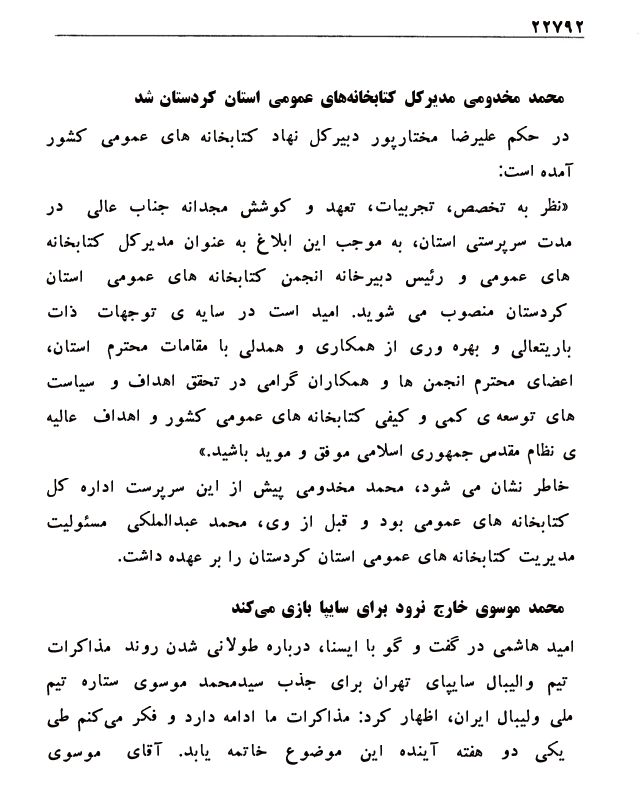 ۲۲۷۹۲
محمد مخدومی مدیرکل کتابخانه‌های عمومی استان کردستان شد
در حکم علیرضا مختارپور دبیرکل نهاد کتابخانه های عمومی کشور
آمده است:
«نظر به تخصص، تجربیات، تعهد و کوشش مجدانه جناب عالی در
مدت سرپرستی استان، به موجب این ابلاغ به عنوان مدیرکل کتابخانه
های عمومی و رئیس دبیرخانه انجمن کتابخانه های عمومی استان
کردستان منصوب می شوید. امید است در سایه ی توجهات ذات
باریتعالی و بهره وری از همکاری و همدلی با مقامات محترم استان،
اعضای محترم انجمن ها و همکاران گرامی در تحقق اهداف و سیاست
های توسعه ی کمی و کیفی کتابخانه های عمومی کشور و اهداف عالیه
ی نظام مقدس جمهوری اسلامی موفق و موید باشید.»
خاطر نشان می شود، محمد مخدومی پیش از این سرپرست اداره کل
کتابخانه های عمومی بود و قبل از وی، محمد عبدالملکی مسئولیت
مدیریت کتابخانه های عمومی استان کردستان را بر عهده داشت.
محمد موسوی خارج نرود برای سایپا بازی می‌کند
امید هاشمی در گفت و گو با ایسنا، درباره طولانی شدن روند مذاکرات
تیم والیبال سایپای تهران برای جذب سیدمحمد موسوی ستاره تیم
ملی ولیبال ایران، اظهار کرد: مذاکرات ما ادامه دارد و فکر می‌کنم طی
یکی دو هفته آینده این موضوع خاتمه یابد. آقای موسوی